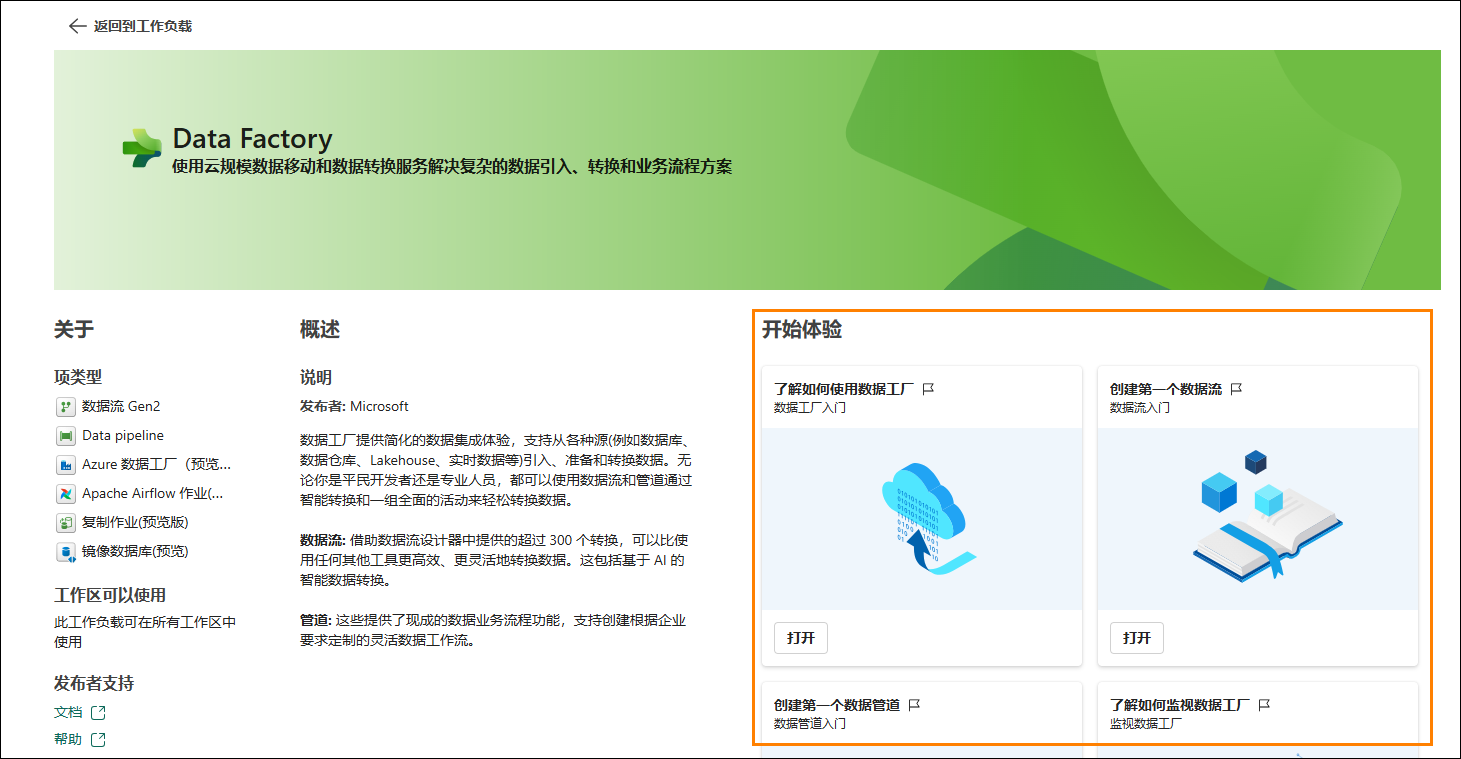 返回到工作负载
Data Factory
使用云规模数据移动和数据转换服务解决复杂的数据引入、转换和业务流程方案
关于
项类型
数据流 Gen2
Data pipeline
Azure 数据工厂（预览...
Apache Airflow 作业(...
复制作业(预览版)
镜像数据库(预览)
工作区可以使用
此工作负载可在所有工作区中
使用
发布者支持
文档
帮助
概述
说明
发布者: Microsoft
数据工厂提供简化的数据集成体验，支持从各种源(例如数据库、
数据仓库、Lakehouse、实时数据等)引入、准备和转换数据。无
论你是平民开发者还是专业人员，都可以使用数据流和管道通过
智能转换和一组全面的活动来轻松转换数据。
数据流: 借助数据流设计器中提供的超过 300 个转换，可以比使
用任何其他工具更高效、更灵活地转换数据。这包括基于 AI 的
智能数据转换。
管道: 这些提供了现成的数据业务流程功能，支持创建根据企业
要求定制的灵活数据工作流。
开始体验
了解如何使用数据工厂
数据工厂入门
打开
创建第一个数据流
数据流入门
打开
创建第一个数据管道
数据管道入门
了解如何监视数据工厂
监视数据工厂